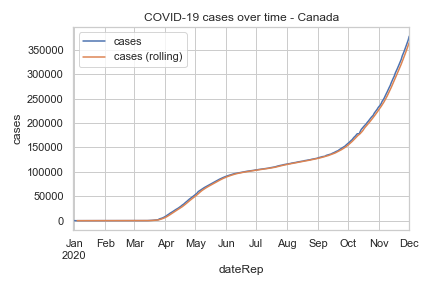 COVID-19 cases over time - Canada
cases
cases (rolling)
350000
300000
250000
200000
150000
100000
50000
0
cases
Jan Feb Mar Apr May Jun Jul Aug Sep Oct Nov Dec
2020
dateRep